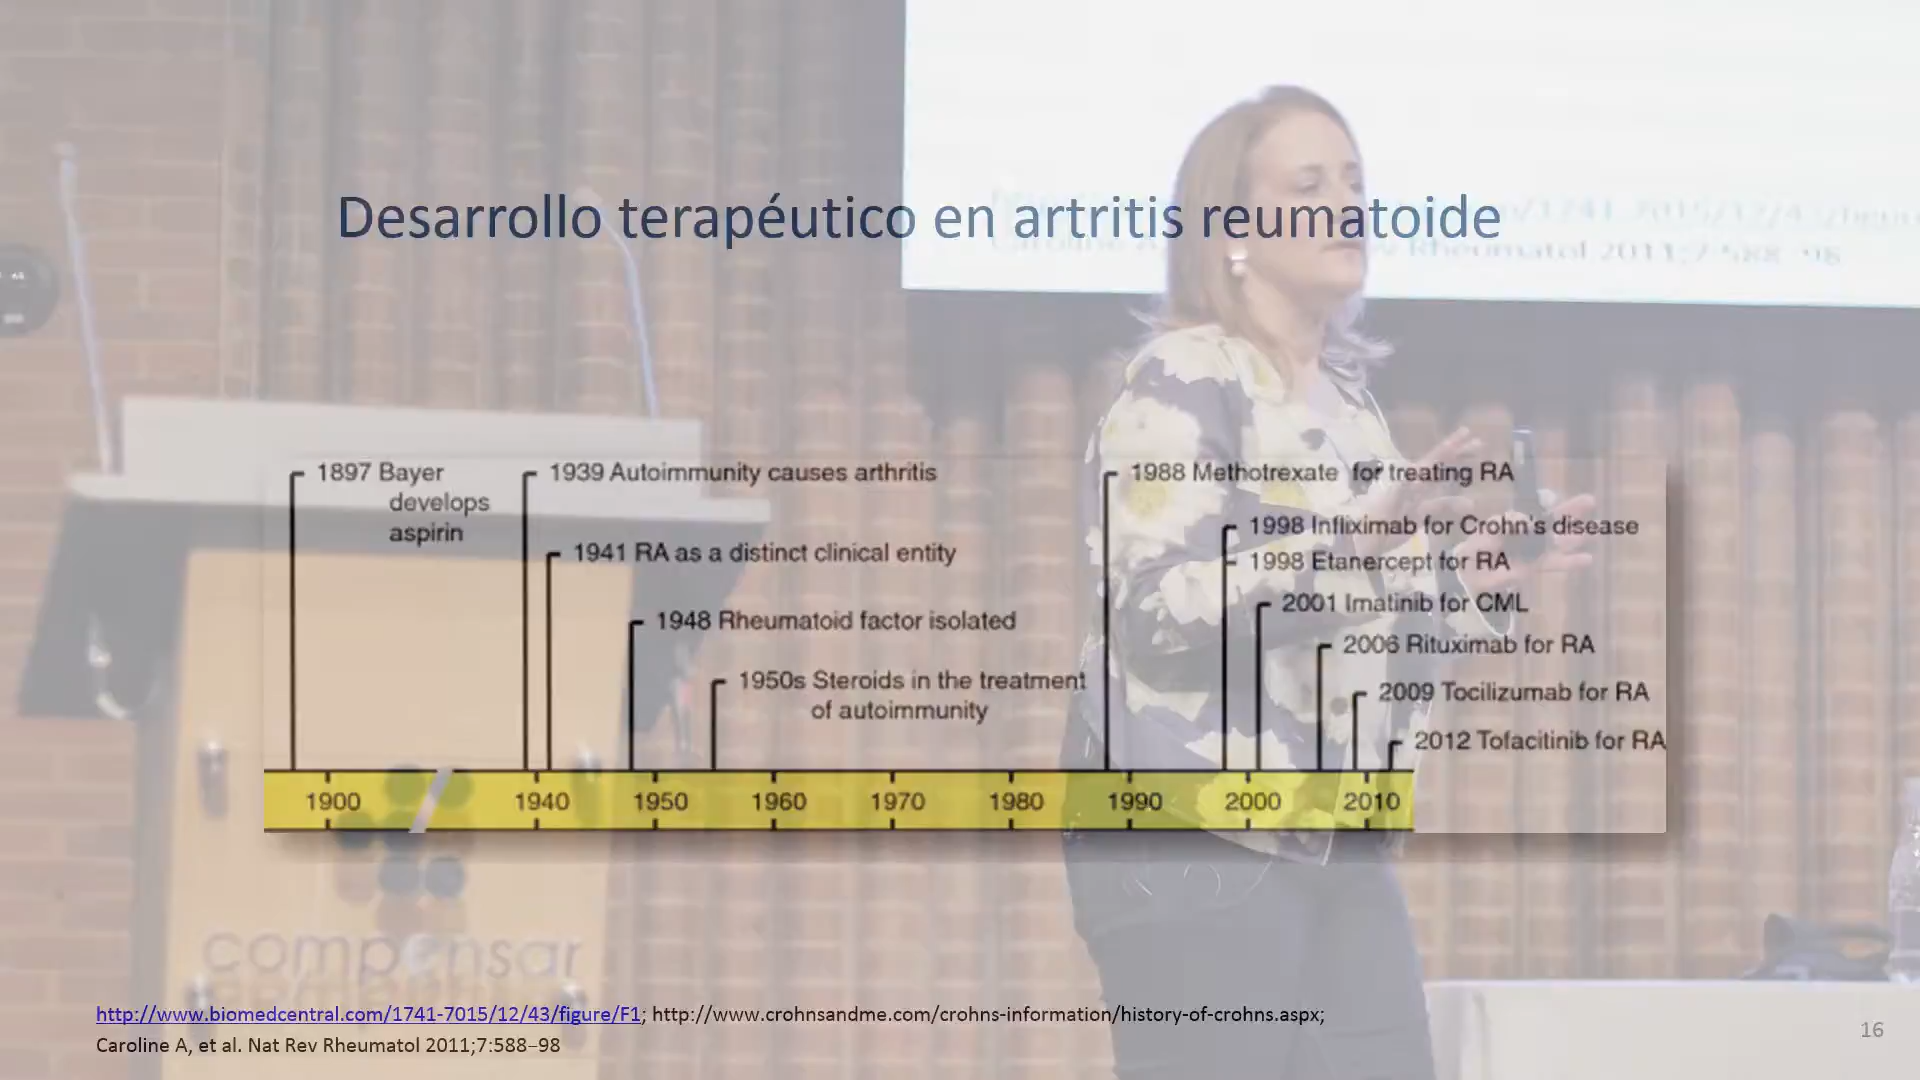 Desarrollo terapéutico en artritis reumatoide
Rheumatol 2011;7:588–98
1897 Bayer
develops
aspirin
1939 Autoimmunity causes arthritis
1941 RA as a distinct clinical entity
1948 Rheumatoid factor isolated
1950s Steroids in the treatment
of autoimmunity
1988 Methotrexate for treating RA
1998 Infliximab for Crohn's disease
1998 Etanercept for RA
2001 Imatinib for CML
2006 Rituximab for RA
2009 Tocilizumab for RA
2012 Tofacitinib for RA
1900 1940 1950 1960 1970 1980 1990 2000 2010
compensar
http://www.biomedcentral.com/1741-7015/12/43/figure/F1; http://www.crohnsandme.com/crohns-information/history-of-crohns.aspx;
Caroline A, et al. Nat Rev Rheumatol 2011;7:588–98
16